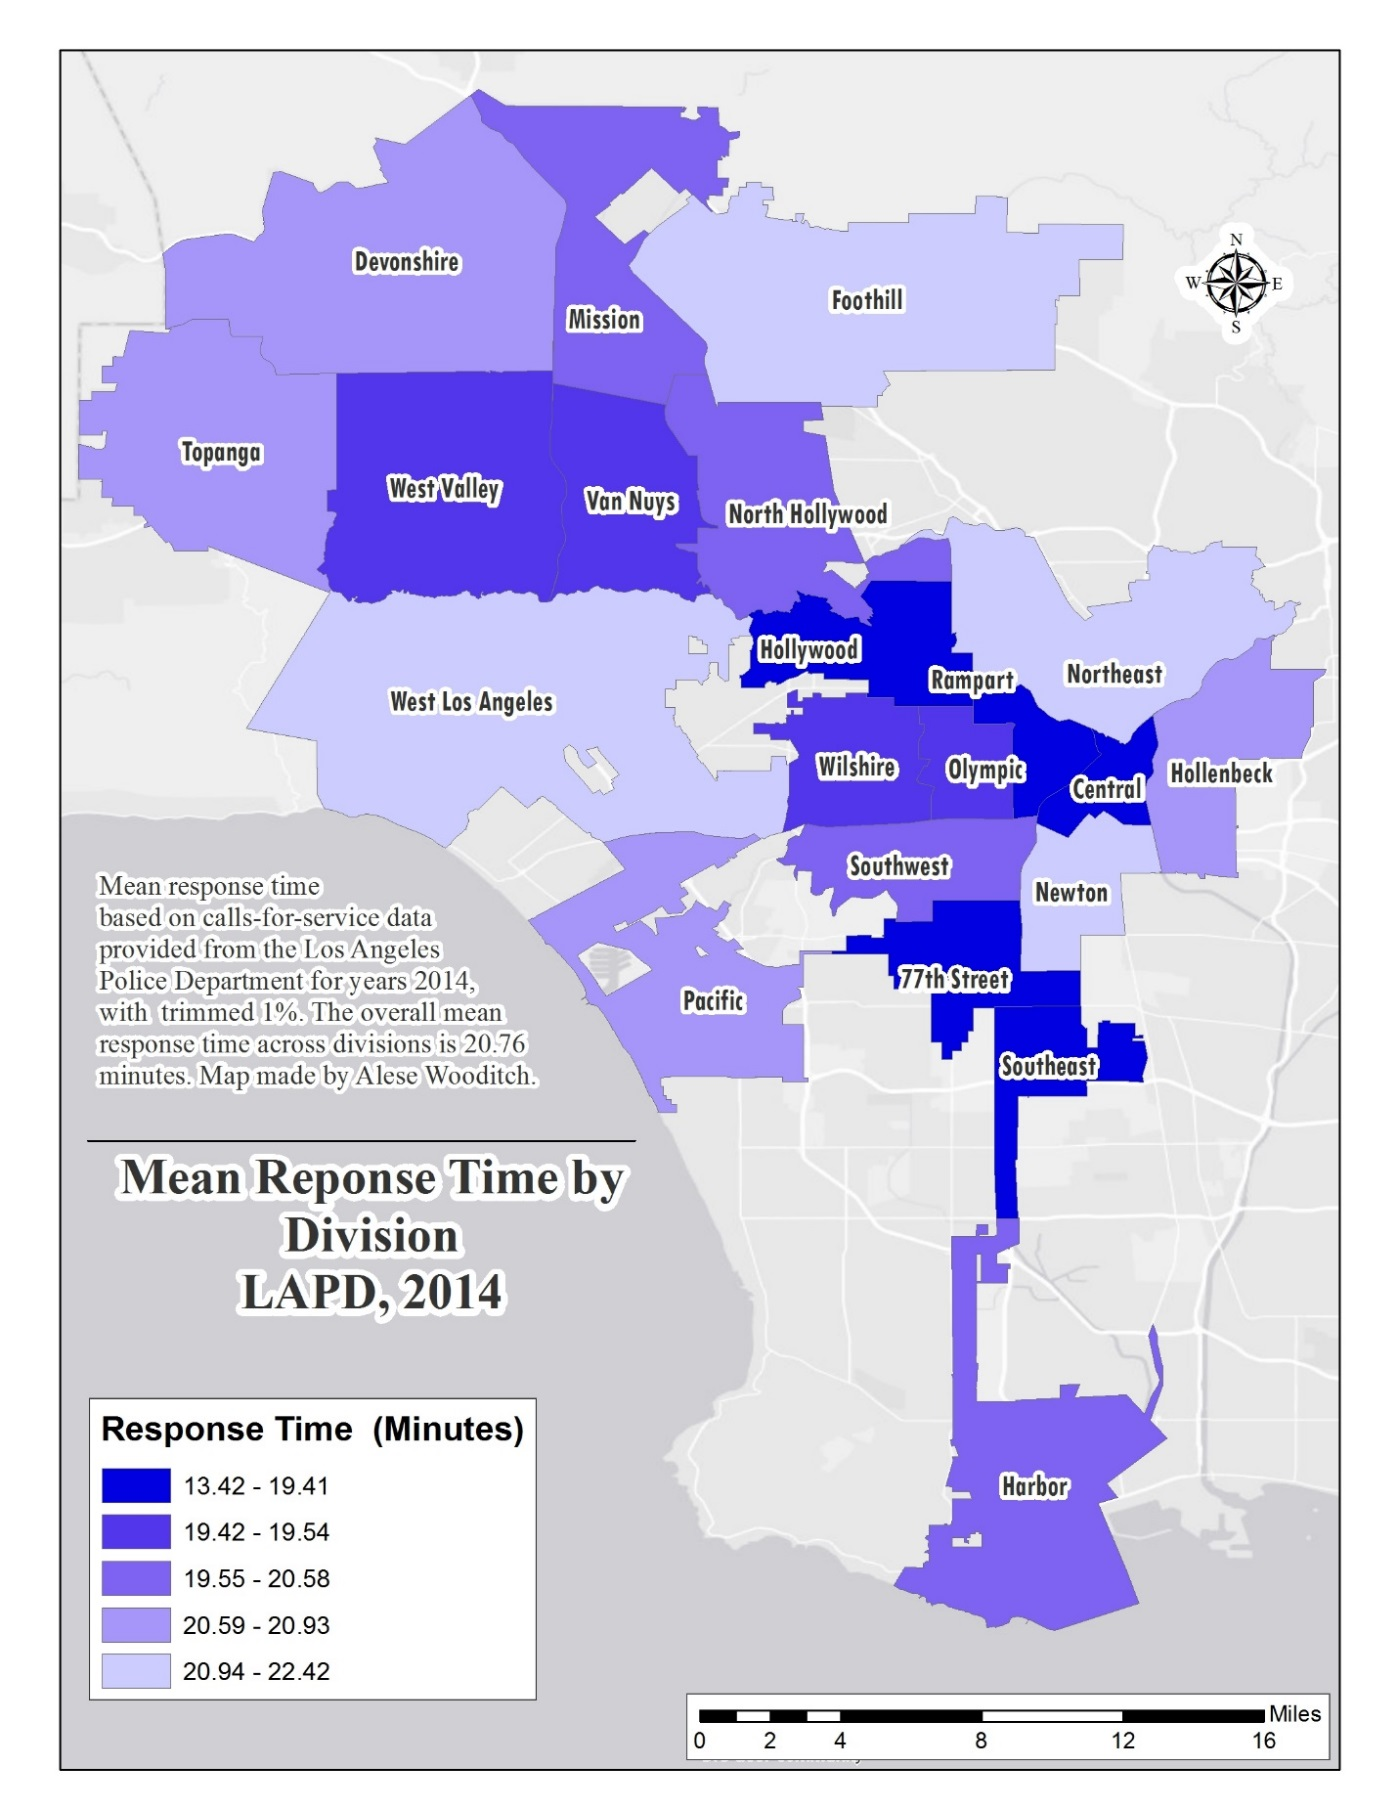 N
W E
S
Devonshire
Foothill
Mission
Topanga
West Valley
Van Nuys
North Hollywood
Hollywood
Northeast
Rampart
West Los Angeles
Wilshire
Olympic
Hollenbeck
Central
Southwest
Newton
77th Street
Pacific
Southeast
Harbor
Mean response time
based on calls-for-service data
provided from the Los Angeles
Police Department for years 2014,
with trimmed 1%. The overall mean
response time across divisions is 20.76
minutes. Map made by Alese Wooditch.
Mean Reponse Time by
Division
LAPD, 2014
Response Time (Minutes)
13.42 - 19.41
19.42 - 19.54
19.55 - 20.58
20.59 - 20.93
20.94 - 22.42
Miles
0 2 4 8 12 16